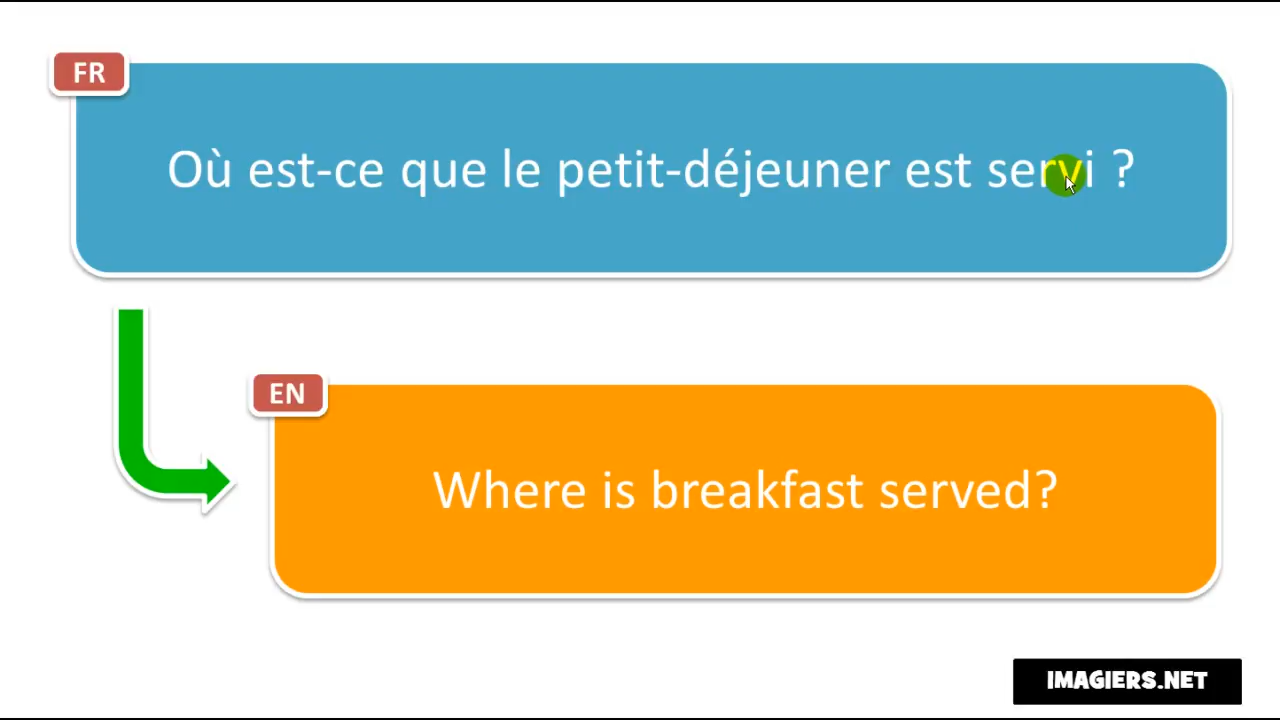 FR
Où est-ce que le petit-déjeuner est servi ?
EN
Where is breakfast served?
IMAGIERS.NET